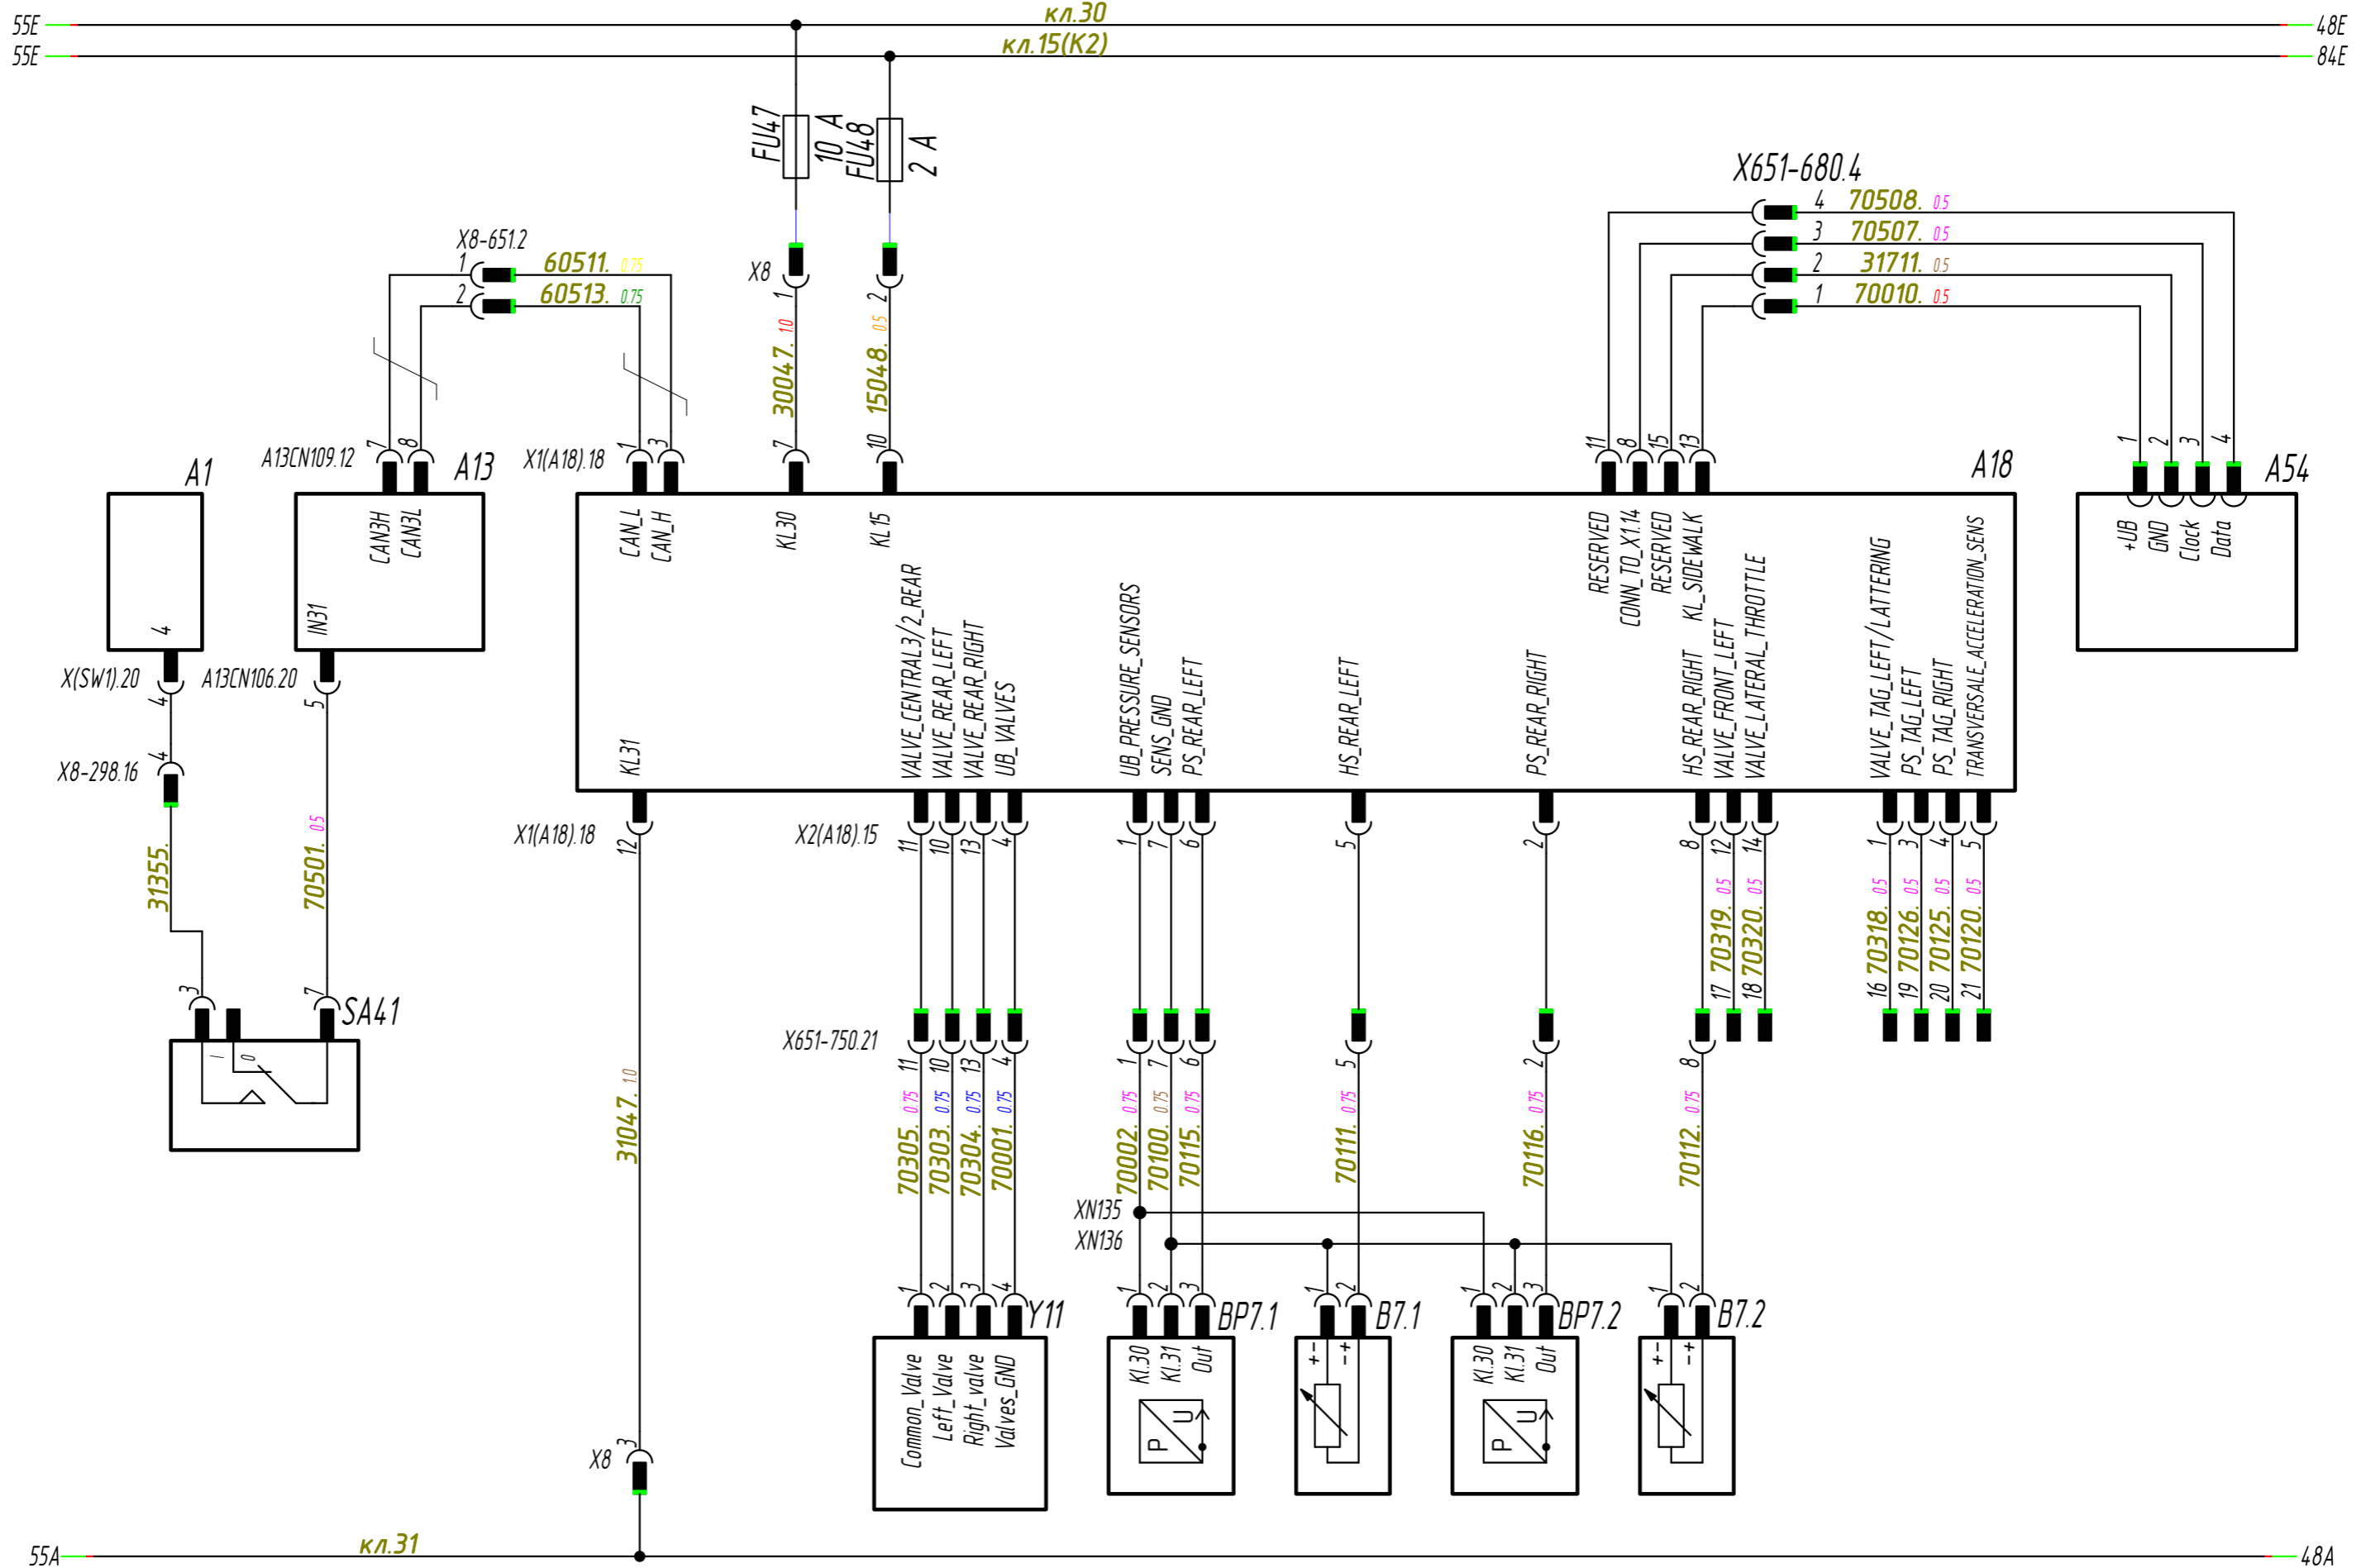 55E кл.30 48E
55E кл.15(К2) 84E
FU47 10 A
FU48 2 A
X651-680.4
4 70508. 0.5
3 70507. 0.5
2 31711. 0.5
1 70010. 0.5
X8-651.2
1 60511. 0.75
2 60513. 0.75
X8 1 2
30047. 1.0
15048. 0.5
A1
A13CN109.12 7 8 A13
X1(A18).18 1 3 7 10 11 8 15 13 A18
1 2 3 4 A54
CAN3H
CAN3L
IN31
CAN_L
CAN_H
KL30
KL15
RESERVED
CONN_TO_X1.14
RESERVED
KL_SIDEWALK
+UB
GND
Clock
Data
4
X(SW1).20 4
A13CN106.20 5
X8-298.16 4
31355.
70501. 0.5
3 7 SA41
1 0
KL31
VALVE_CENTRAL3/2_REAR
VALVE_REAR_LEFT
VALVE_REAR_RIGHT
UB_VALVES
UB_PRESSURE_SENSORS
SENS_GND
PS_REAR_LEFT
HS_REAR_LEFT
PS_REAR_RIGHT
HS_REAR_RIGHT
VALVE_FRONT_LEFT
VALVE_LATERAL_THROTTLE
VALVE_TAG_LEFT/LATTERING
PS_TAG_LEFT
PS_TAG_RIGHT
TRANSVERSALE_ACCELERATION_SENS
X1(A18).18 12
X2(A18).15 11 10 13 4 1 7 6 5 2 8 12 14 1 3 4 5
17 70319. 0.5
18 70320. 0.5
16 70318. 0.5
19 70126. 0.5
20 70125. 0.5
21 70120. 0.5
X651-750.21 11 10 13 4 1 7 6 5 2 8
31047. 1.0
70305. 0.75
70303. 0.75
70304. 0.75
70001. 0.75
70002. 0.75
70100. 0.75
70115. 0.75
70111. 0.75
70116. 0.75
70112. 0.75
XN135
XN136
1 2 3 4 Y11
1 2 3 BP7.1
1 2 B7.1
1 2 3 BP7.2
1 2 B7.2
Common_Valve
Left_Valve
Right_valve
Valves_GND
Kl.30
Kl.31
Out
P U
+- -+
Kl.30
Kl.31
Out
P U
+- -+
X8 3
55A кл.31 48A